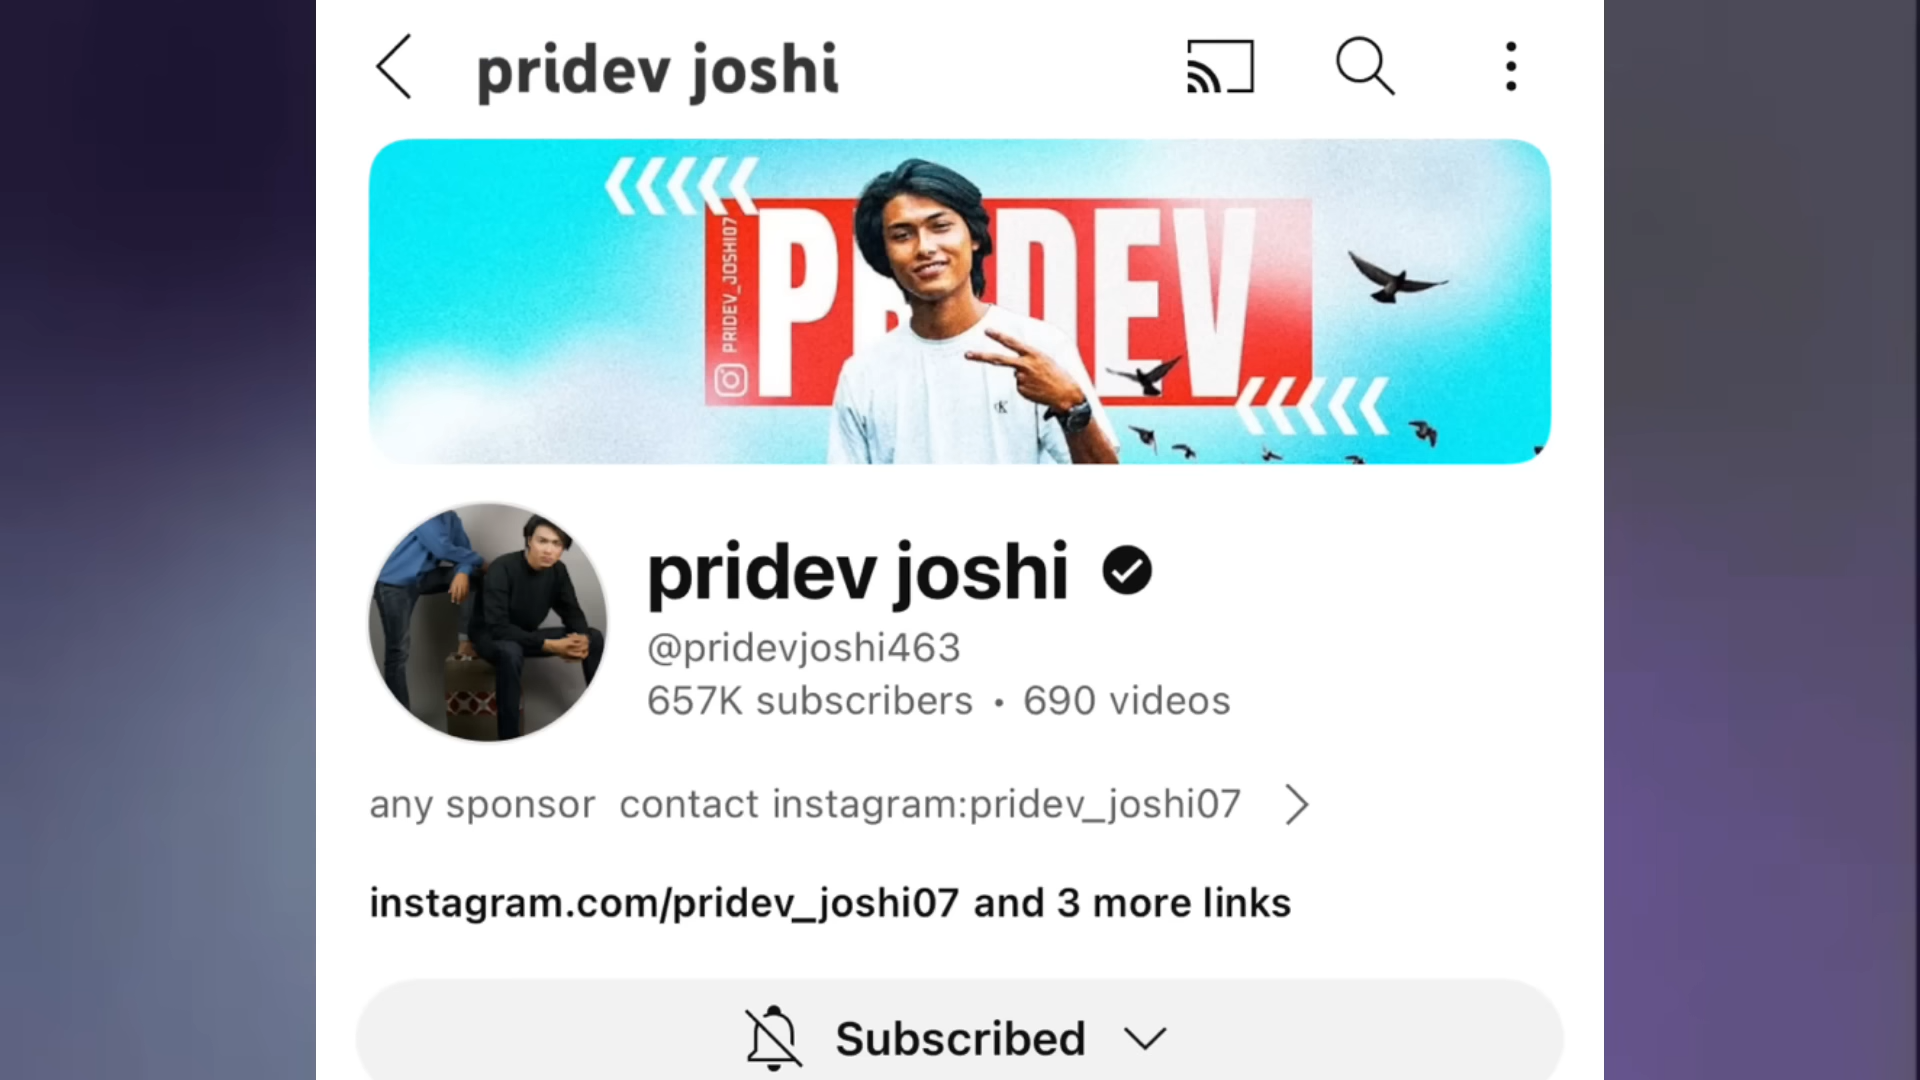 pridev joshi
PRIDEV_JOSHI07
PRIDEV
pridev joshi
@pridevjoshi463
657K subscribers • 690 videos
any sponsor contact instagram:pridev_joshi07
instagram.com/pridev_joshi07 and 3 more links
Subscribed